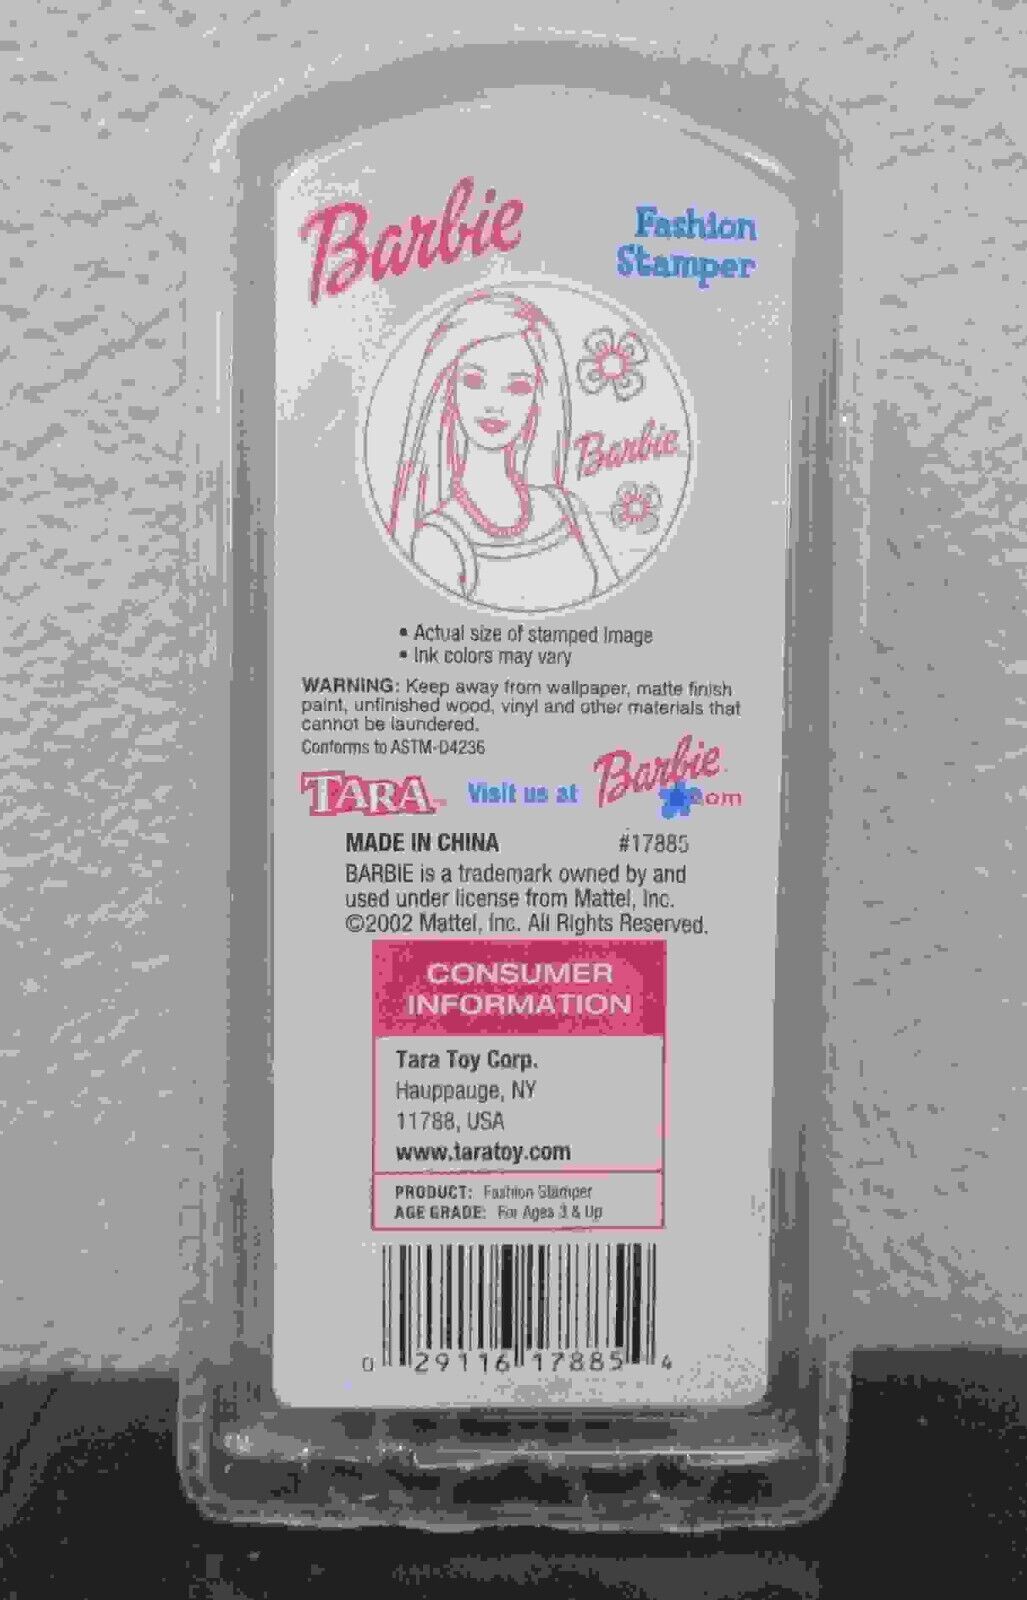 Barbie
Fashion
Stamper
Barbie
• Actual size of stamped image
• Ink colors may vary
WARNING: Keep away from wallpaper, matte finish
paint, unfinished wood, vinyl and other materials that
cannot be laundered.
Conforms to ASTM-D4236
TARA™ Visit us at Barbie.com
MADE IN CHINA #17885
BARBIE is a trademark owned by and
used under license from Mattel, Inc.
©2002 Mattel, Inc. All Rights Reserved.
CONSUMER
INFORMATION
Tara Toy Corp.
Hauppauge, NY
11788, USA
www.taratoy.com
PRODUCT: Fashion Stamper
AGE GRADE: For Ages 3 & Up
0 29116 17885 4